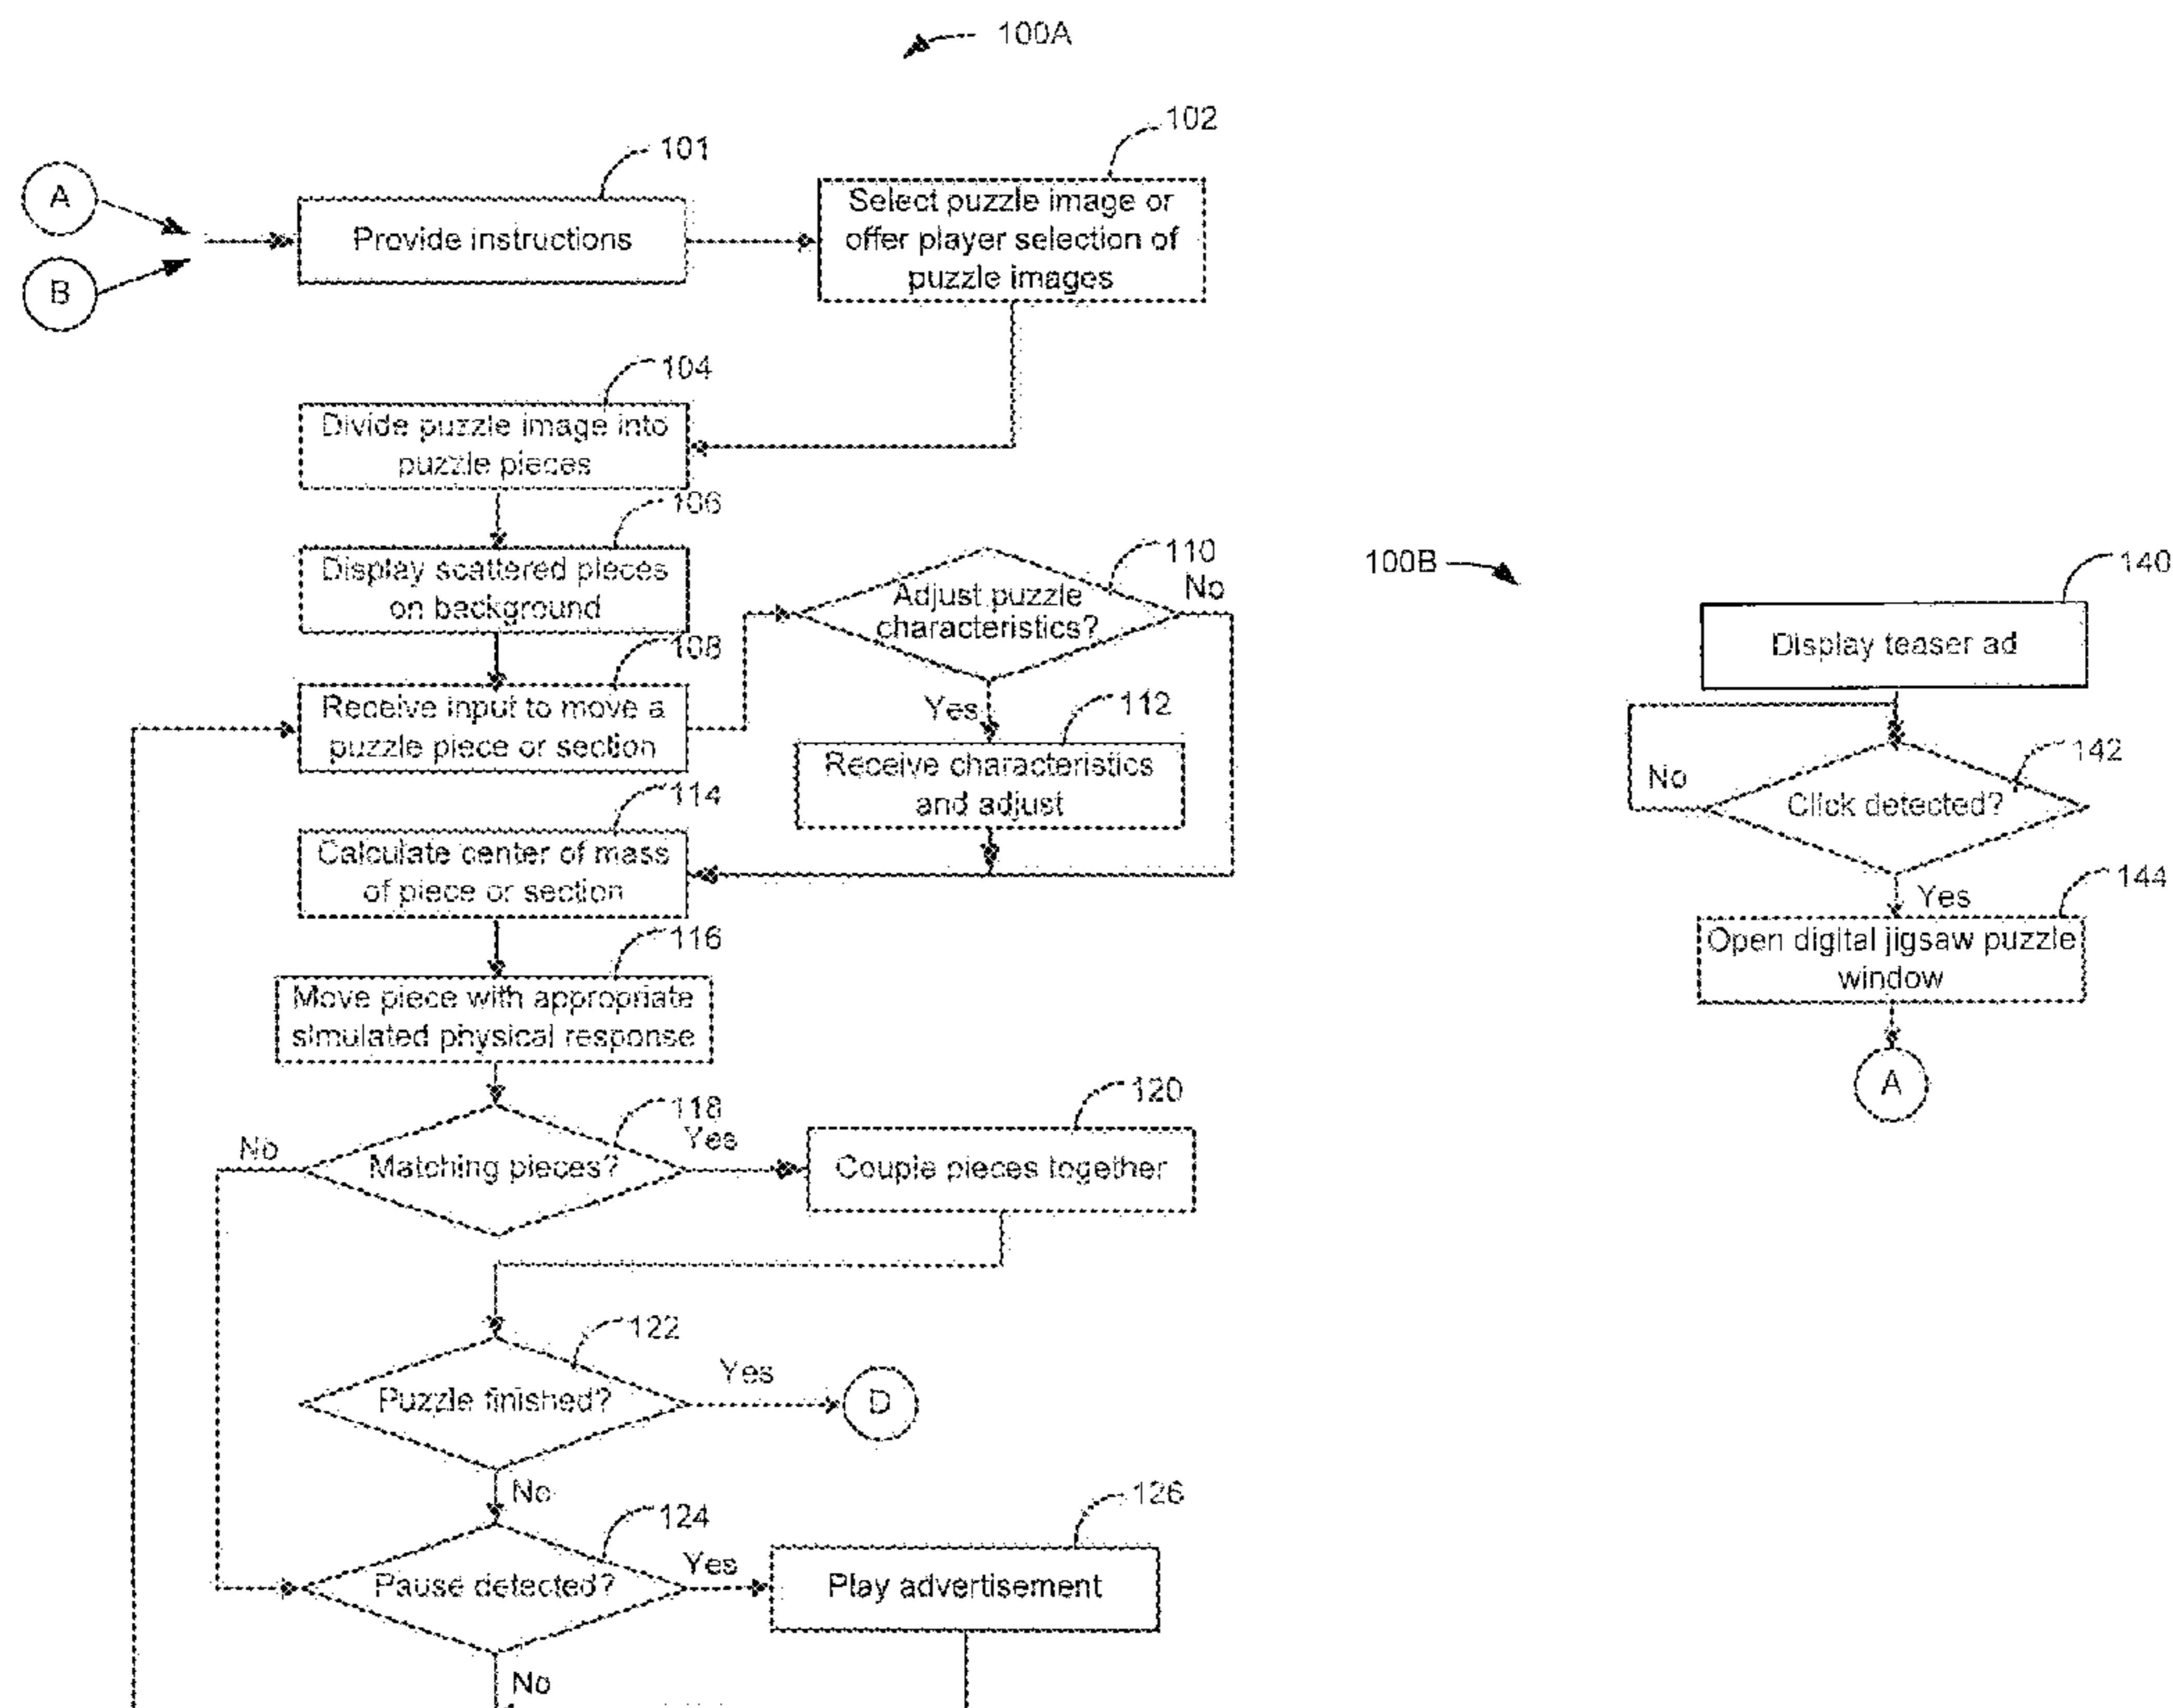 100A
A
B
101
Provide instructions
102
Select puzzle image or
offer player selection of
puzzle images
104
Divide puzzle image into
puzzle pieces
106
Display scattered pieces
on background
108
Receive input to move a
puzzle piece or section
110
Adjust puzzle
characteristics?
No
Yes
112
Receive characteristics
and adjust
114
Calculate center of mass
of piece or section
116
Move piece with appropriate
simulated physical response
118
Matching pieces?
No
Yes
120
Couple pieces together
122
Puzzle finished?
Yes
D
No
124
Pause detected?
Yes
126
Play advertisement
No
100B
140
Display teaser ad
142
Click detected?
No
Yes
144
Open digital jigsaw puzzle
window
A